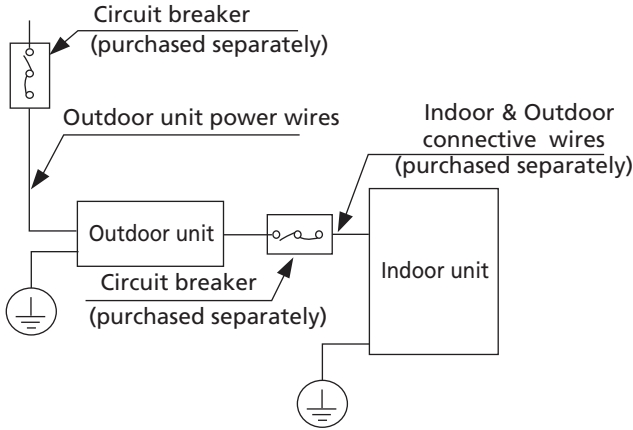 Circuit breaker
(purchased separately)
Outdoor unit power wires
Indoor & Outdoor
connective wires
(purchased separately)
Outdoor unit
Indoor unit
Circuit breaker
(purchased separately)